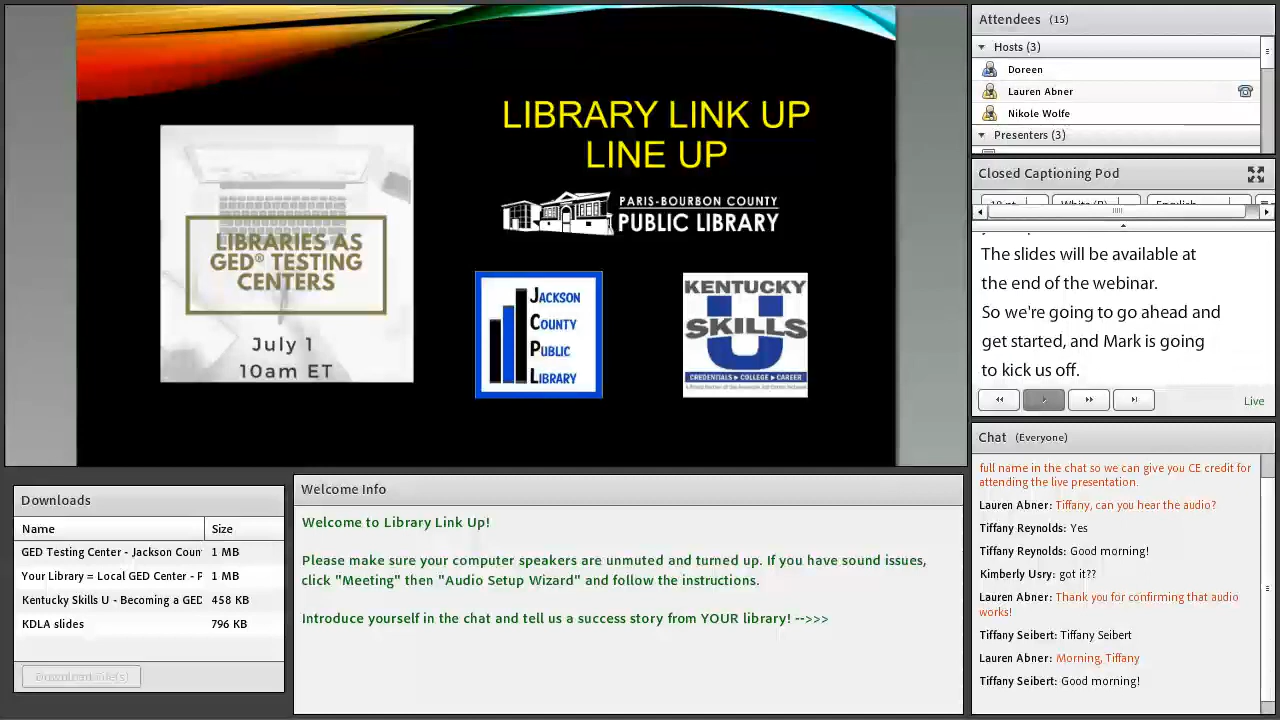 LIBRARY LINK UP
LINE UP
PARIS-BOURBON COUNTY
PUBLIC LIBRARY
LIBRARIES AS
GED® TESTING
CENTERS
July 1
10am ET
JACKSON
COUNTY
PUBLIC
LIBRARY
KENTUCKY
SKILLS
U
CREDENTIALS ▸ COLLEGE ▸ CAREER
Attendees (15)
Hosts (3)
Doreen
Lauren Abner
Nikole Wolfe
Presenters (3)
Closed Captioning Pod
The slides will be available at
the end of the webinar.
So we're going to go ahead and
get started, and Mark is going
to kick us off.
Live
Chat (Everyone)
full name in the chat so we can give you CE credit for
attending the live presentation.
Lauren Abner: Tiffany, can you hear the audio?
Tiffany Reynolds: Yes
Tiffany Reynolds: Good morning!
Kimberly Usry: got it??
Lauren Abner: Thank you for confirming that audio
works!
Tiffany Seibert: Tiffany Seibert
Lauren Abner: Morning, Tiffany
Tiffany Seibert: Good morning!
Downloads
Name Size
GED Testing Center - Jackson Coun 1 MB
Your Library = Local GED Center - P 1 MB
Kentucky Skills U - Becoming a GED 458 KB
KDLA slides 796 KB
Download File(s)
Welcome Info
Welcome to Library Link Up!
Please make sure your computer speakers are unmuted and turned up. If you have sound issues,
click "Meeting" then "Audio Setup Wizard" and follow the instructions.
Introduce yourself in the chat and tell us a success story from YOUR library! -->>>